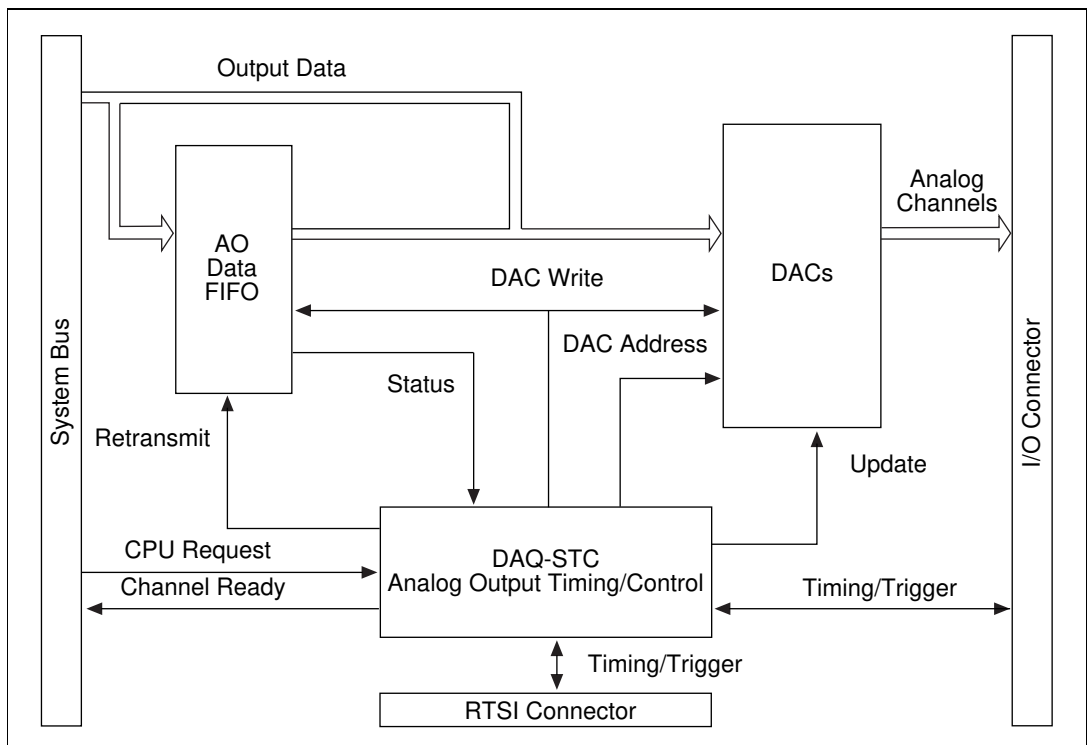 Output Data
Analog
Channels
AO
Data
FIFO
DACs
DAC Write
DAC Address
Status
System Bus
I/O Connector
Retransmit
Update
CPU Request
DAQ-STC
Analog Output Timing/Control
Channel Ready
Timing/Trigger
Timing/Trigger
RTSI Connector